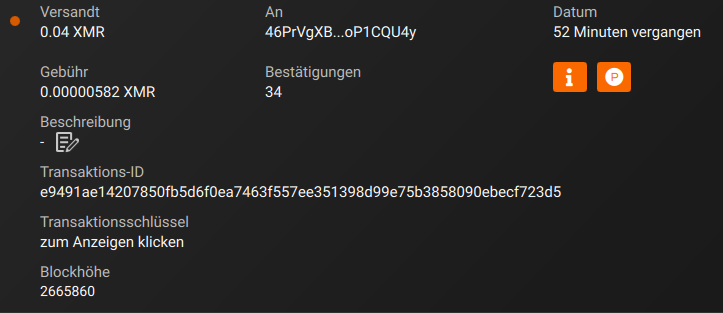 Versandt An Datum
0.04 XMR 46PrVgXB...oP1CQU4y 52 Minuten vergangen
Gebühr Bestätigungen
0.00000582 XMR 34
P
Beschreibung
-
Transaktions-ID
e9491ae14207850fb5d6f0ea7463f557ee351398d99e75b3858090ebecf723d5
Transaktionsschlüssel
zum Anzeigen klicken
Blockhöhe
2665860